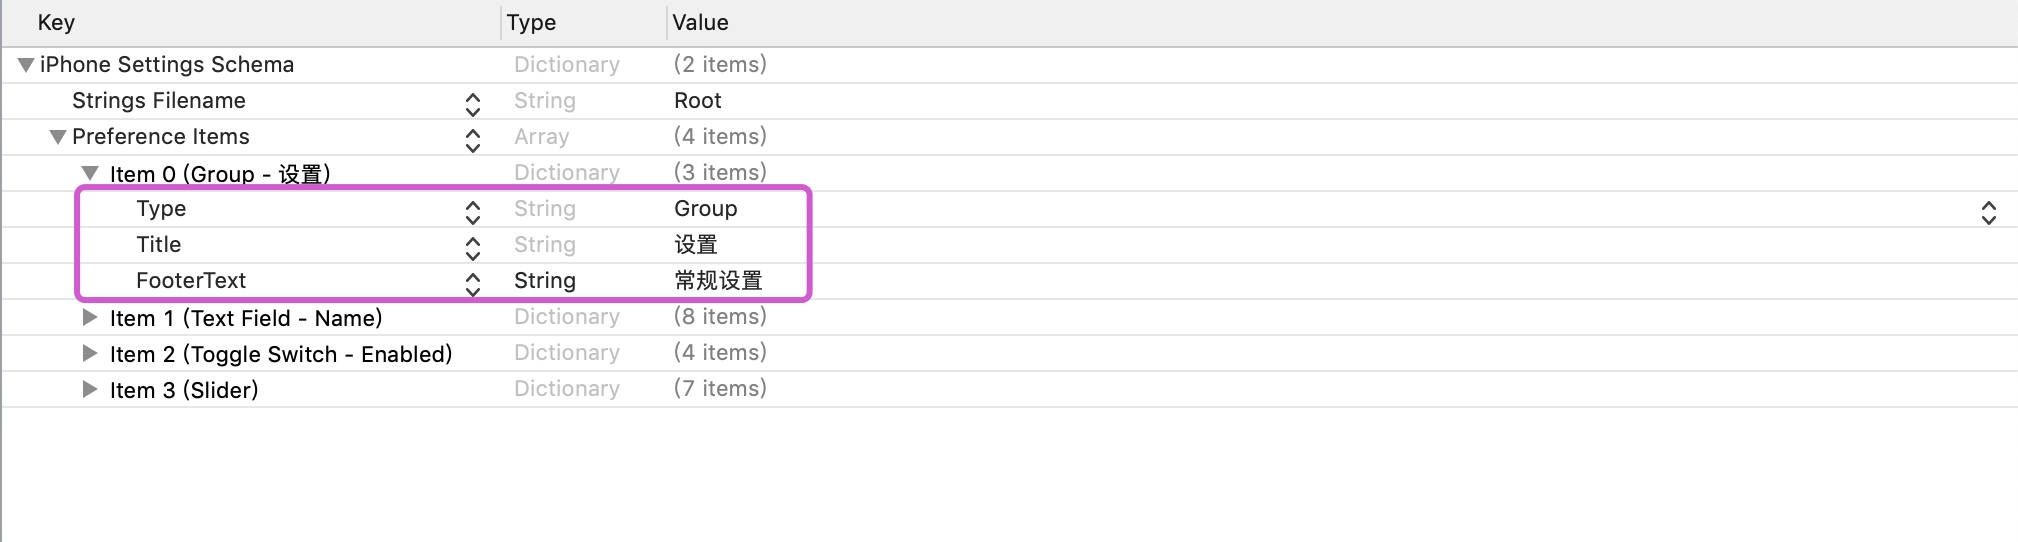 Key Type Value
iPhone Settings Schema Dictionary (2 items)
Strings Filename String Root
Preference Items Array (4 items)
Item 0 (Group - 设置) Dictionary (3 items)
Type String Group
Title String 设置
FooterText String 常规设置
Item 1 (Text Field - Name) Dictionary (8 items)
Item 2 (Toggle Switch - Enabled) Dictionary (4 items)
Item 3 (Slider) Dictionary (7 items)